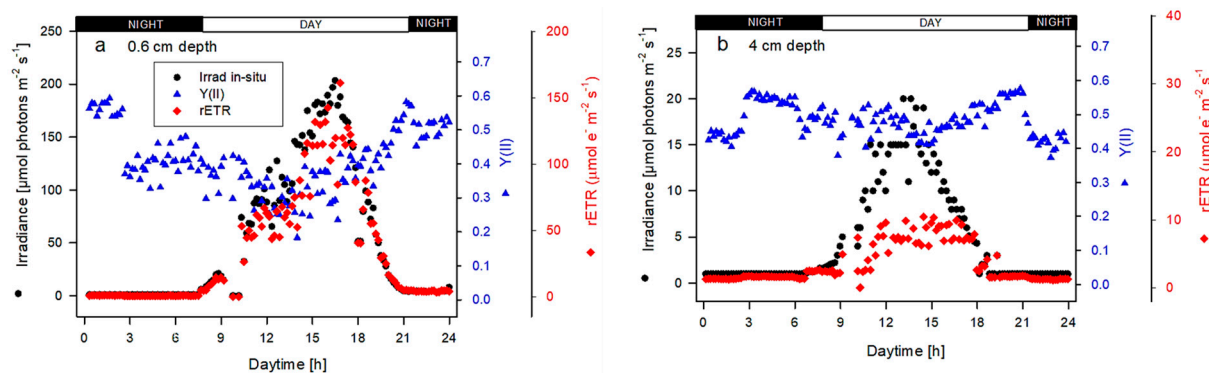 NIGHT DAY NIGHT
a 0.6 cm depth
Irrad in-situ
Y(II)
rETR
Irradiance [µmol photons m⁻² s⁻¹]
250
200
150
100
50
0
0.7
0.6
0.5
0.4
0.3
0.2
0.1
0.0
Y(II)
200
150
100
50
0
rETR (µmol e⁻ m⁻² s⁻¹)
0 3 6 9 12 15 18 21 24
Daytime [h]
NIGHT DAY NIGHT
b 4 cm depth
Irradiance [µmol photons m⁻² s⁻¹]
25
20
15
10
5
0
0.7
0.6
0.5
0.4
0.3
0.2
0.1
0.0
Y(II)
40
30
20
10
0
rETR (µmol e⁻ m⁻² s⁻¹)
0 3 6 9 12 15 18 21 24
Daytime [h]